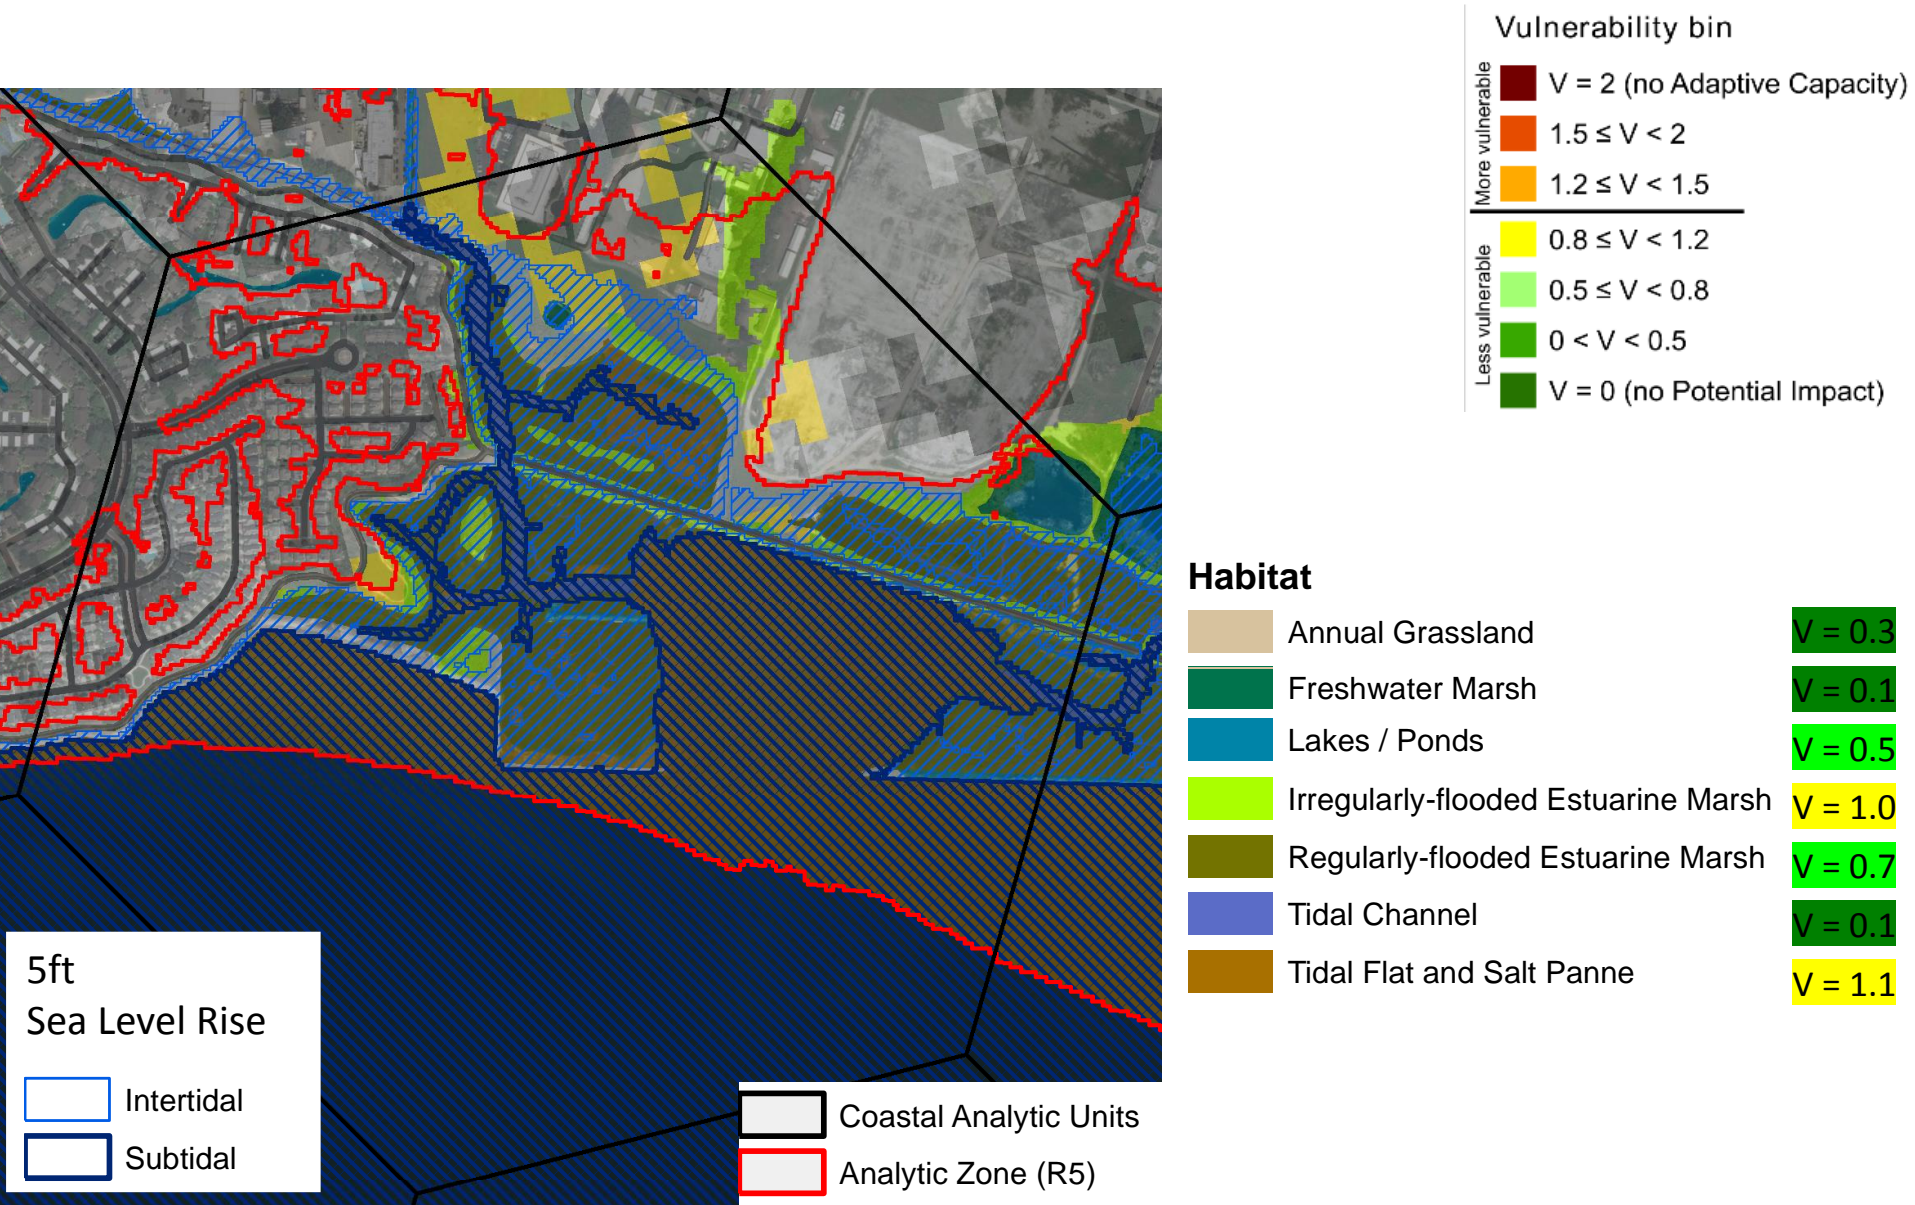 Vulnerability bin
More vulnerable
V = 2 (no Adaptive Capacity)
1.5 ≤ V < 2
1.2 ≤ V < 1.5
Less vulnerable
0.8 ≤ V < 1.2
0.5 ≤ V < 0.8
0 < V < 0.5
V = 0 (no Potential Impact)
Habitat
Annual Grassland V = 0.3
Freshwater Marsh V = 0.1
Lakes / Ponds V = 0.5
Irregularly-flooded Estuarine Marsh V = 1.0
Regularly-flooded Estuarine Marsh V = 0.7
Tidal Channel V = 0.1
Tidal Flat and Salt Panne V = 1.1
5ft
Sea Level Rise
Intertidal
Subtidal
Coastal Analytic Units
Analytic Zone (R5)